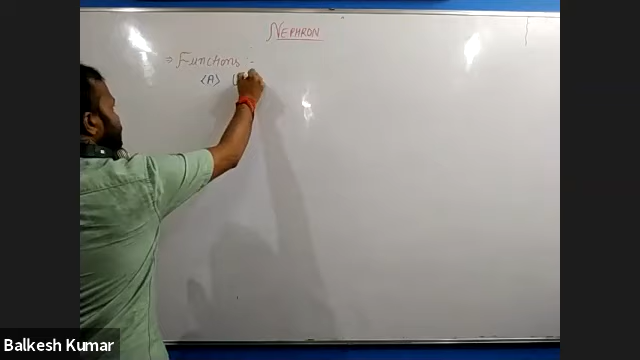 NEPHRON
⇒ Functions :-
<A>
Balkesh Kumar